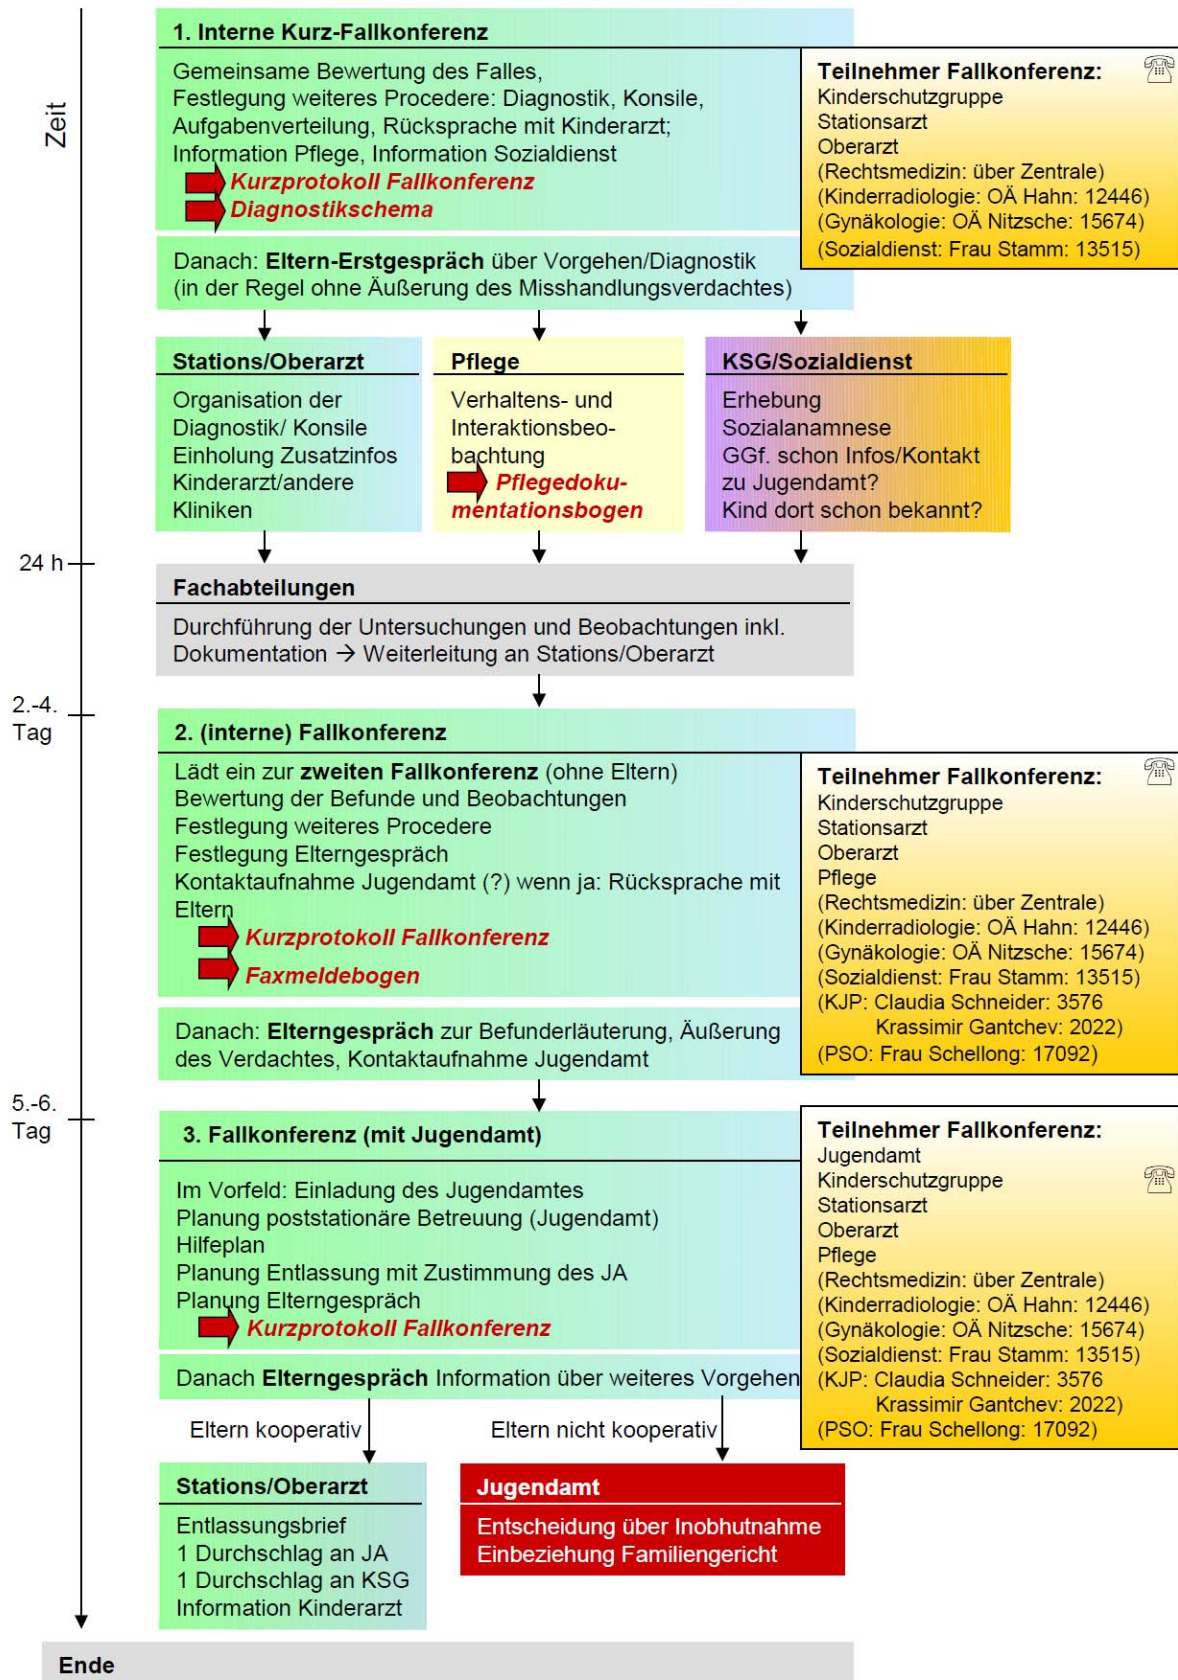 Zeit
1. Interne Kurz-Fallkonferenz
Gemeinsame Bewertung des Falles,
Festlegung weiteres Procedere: Diagnostik, Konsile,
Aufgabenverteilung, Rücksprache mit Kinderarzt;
Information Pflege, Information Sozialdienst
Kurzprotokoll Fallkonferenz
Diagnostikschema
Teilnehmer Fallkonferenz:
Kinderschutzgruppe
Stationsarzt
Oberarzt
(Rechtsmedizin: über Zentrale)
(Kinderradiologie: OÄ Hahn: 12446)
(Gynäkologie: OÄ Nitzsche: 15674)
(Sozialdienst: Frau Stamm: 13515)
Danach: Eltern-Erstgespräch über Vorgehen/Diagnostik
(in der Regel ohne Äußerung des Misshandlungsverdachtes)
Stations/Oberarzt
Organisation der
Diagnostik/ Konsile
Einholung Zusatzinfos
Kinderarzt/andere
Kliniken
Pflege
Verhaltens- und
Interaktionsbeo-
bachtung
Pflegedoku-
mentationsbogen
KSG/Sozialdienst
Erhebung
Sozialanamnese
GGf. schon Infos/Kontakt
zu Jugendamt?
Kind dort schon bekannt?
24 h
Fachabteilungen
Durchführung der Untersuchungen und Beobachtungen inkl.
Dokumentation → Weiterleitung an Stations/Oberarzt
2.-4.
Tag
2. (interne) Fallkonferenz
Lädt ein zur zweiten Fallkonferenz (ohne Eltern)
Bewertung der Befunde und Beobachtungen
Festlegung weiteres Procedere
Festlegung Elterngespräch
Kontaktaufnahme Jugendamt (?) wenn ja: Rücksprache mit
Eltern
Kurzprotokoll Fallkonferenz
Faxmeldebogen
Teilnehmer Fallkonferenz:
Kinderschutzgruppe
Stationsarzt
Oberarzt
Pflege
(Rechtsmedizin: über Zentrale)
(Kinderradiologie: OÄ Hahn: 12446)
(Gynäkologie: OÄ Nitzsche: 15674)
(Sozialdienst: Frau Stamm: 13515)
(KJP: Claudia Schneider: 3576
Krassimir Gantchev: 2022)
(PSO: Frau Schellong: 17092)
Danach: Elterngespräch zur Befunderläuterung, Äußerung
des Verdachtes, Kontaktaufnahme Jugendamt
5.-6.
Tag
3. Fallkonferenz (mit Jugendamt)
Im Vorfeld: Einladung des Jugendamtes
Planung poststationäre Betreuung (Jugendamt)
Hilfeplan
Planung Entlassung mit Zustimmung des JA
Planung Elterngespräch
Kurzprotokoll Fallkonferenz
Teilnehmer Fallkonferenz:
Jugendamt
Kinderschutzgruppe
Stationsarzt
Oberarzt
Pflege
(Rechtsmedizin: über Zentrale)
(Kinderradiologie: OÄ Hahn: 12446)
(Gynäkologie: OÄ Nitzsche: 15674)
(Sozialdienst: Frau Stamm: 13515)
(KJP: Claudia Schneider: 3576
Krassimir Gantchev: 2022)
(PSO: Frau Schellong: 17092)
Danach Elterngespräch Information über weiteres Vorgehen
Eltern kooperativ
Eltern nicht kooperativ
Stations/Oberarzt
Entlassungsbrief
1 Durchschlag an JA
1 Durchschlag an KSG
Information Kinderarzt
Jugendamt
Entscheidung über Inobhutnahme
Einbeziehung Familiengericht
Ende